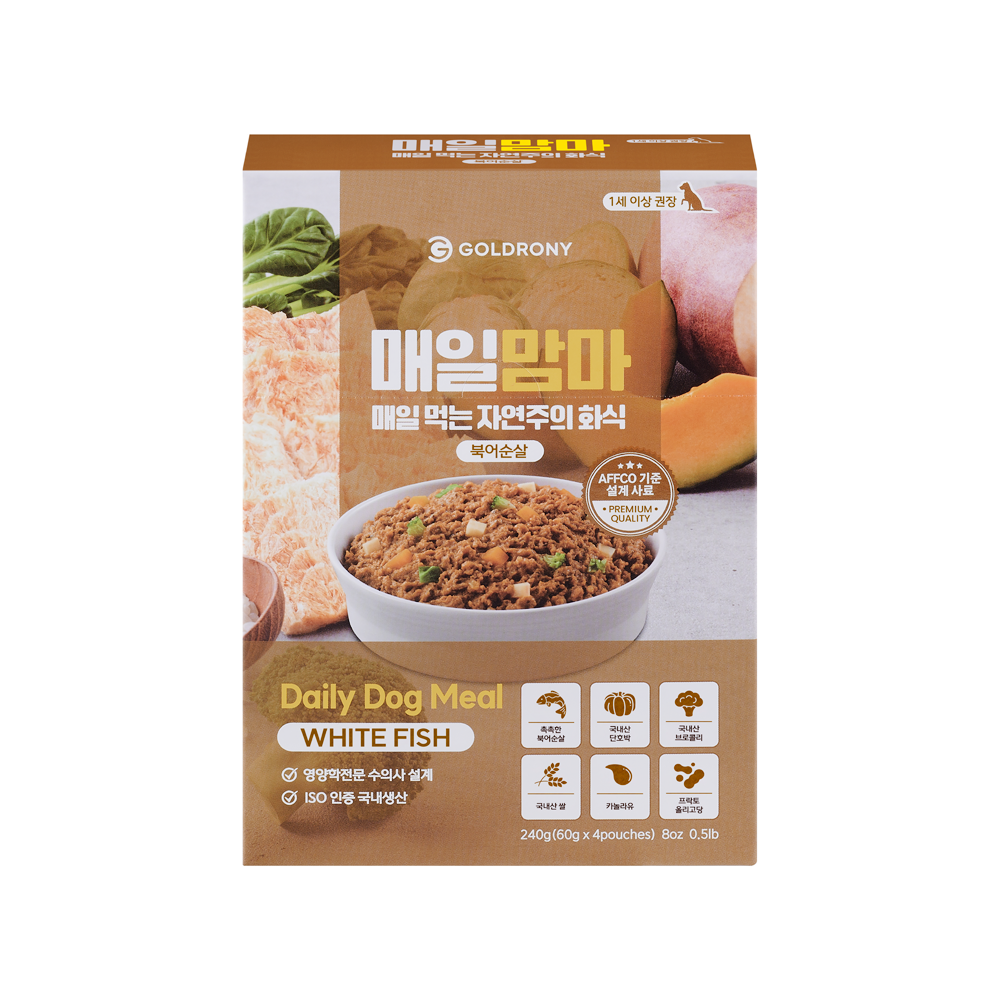 매일맘마
매일 먹는 자연주의 화식
1세 이상 권장
GOLDRONY
매일맘마
매일 먹는 자연주의 화식
북어순살
AFFCO 기준
설계 사료
• PREMIUM •
QUALITY
Daily Dog Meal
WHITE FISH
영양학전문 수의사 설계
ISO 인증 국내생산
촉촉한
북어순살
국내산
단호박
국내산
브로콜리
국내산 쌀
카놀라유
프락토
올리고당
240g(60g x 4pouches) 8oz 0.5lb